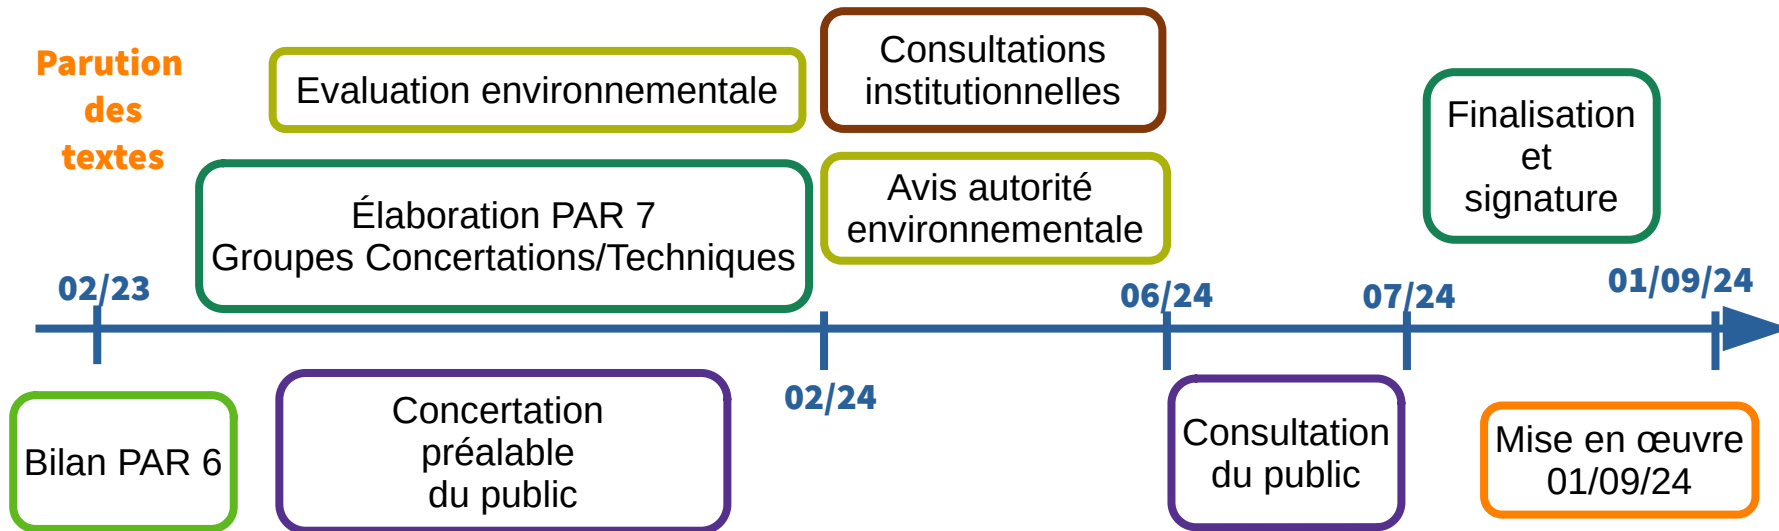 Parution
des
textes
Evaluation environnementale
Consultations
institutionnelles
Finalisation
et
signature
Élaboration PAR 7
Groupes Concertations/Techniques
Avis autorité
environnementale
02/23
06/24
07/24
01/09/24
02/24
Bilan PAR 6
Concertation
préalable
du public
Consultation
du public
Mise en œuvre
01/09/24